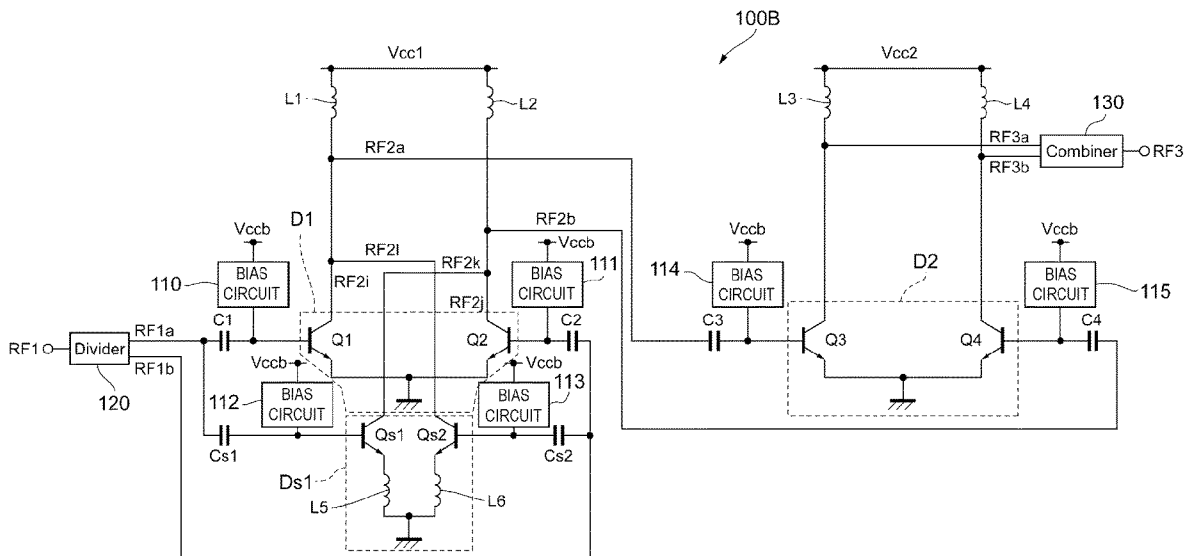 100B
Vcc1
Vcc2
L1
L2
L3
L4
130
RF3a
Combiner
RF3
RF3b
RF2a
D1
RF2b
Vccb
Vccb
Vccb
Vccb
RF2l
RF2k
D2
110
BIAS
CIRCUIT
RF2i
BIAS
CIRCUIT
111
114
BIAS
CIRCUIT
BIAS
CIRCUIT
115
RF2j
RF1a
C1
Q1
Q2
C2
C3
Q3
Q4
C4
RF1
Divider
RF1b
Vccb
Vccb
120
112
BIAS
CIRCUIT
BIAS
CIRCUIT
113
Cs1
Qs1
Qs2
Cs2
Ds1
L5
L6